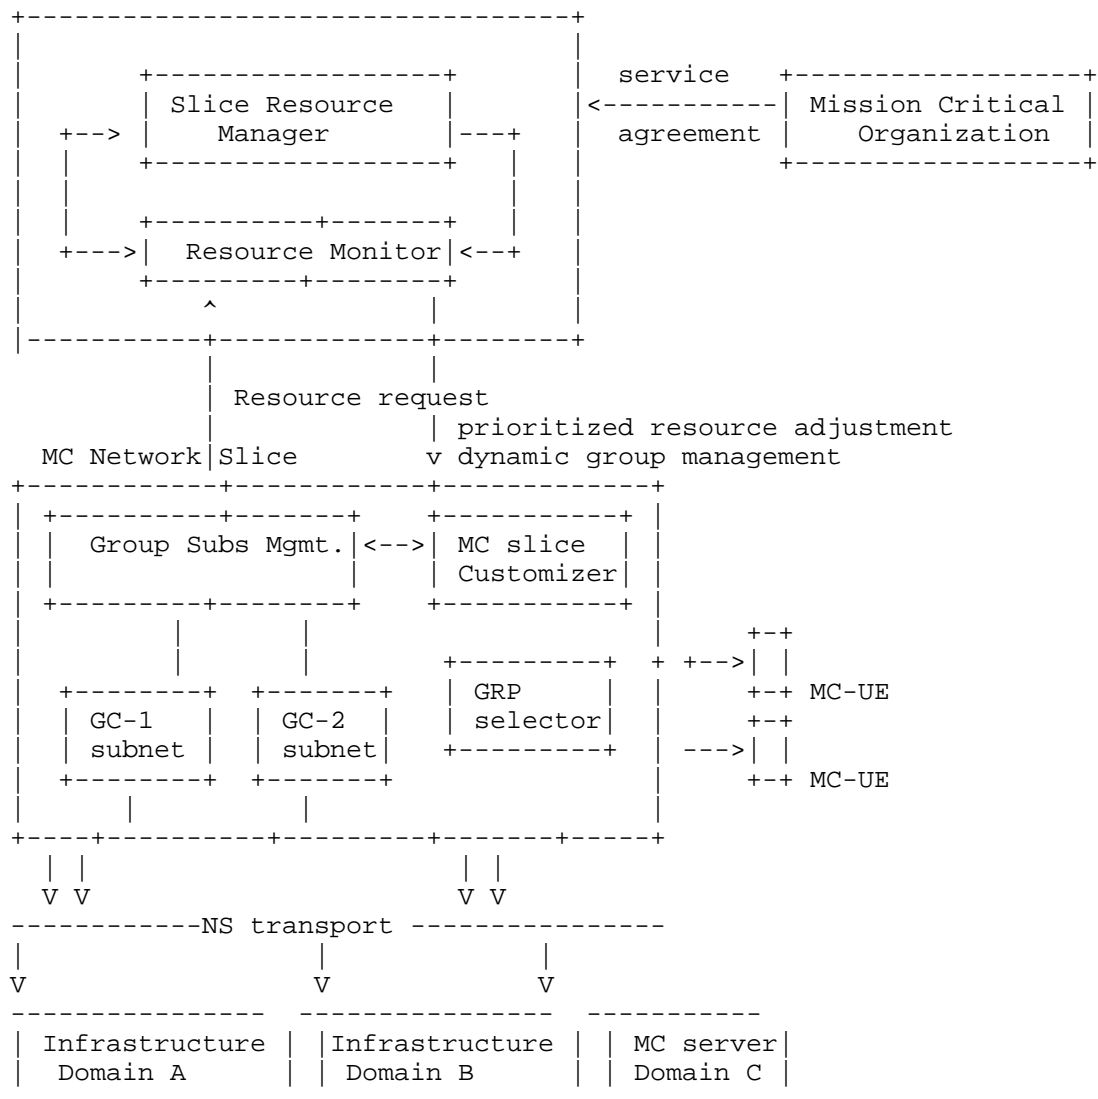 service
Slice Resource Mission Critical
Manager agreement Organization
Resource Monitor
Resource request
prioritized resource adjustment
MC Network Slice dynamic group management
Group Subs Mgmt. MC slice
Customizer
GRP
MC-UE
GC-1 GC-2 selector
subnet subnet
MC-UE
NS transport
Infrastructure Infrastructure MC server
Domain A Domain B Domain C